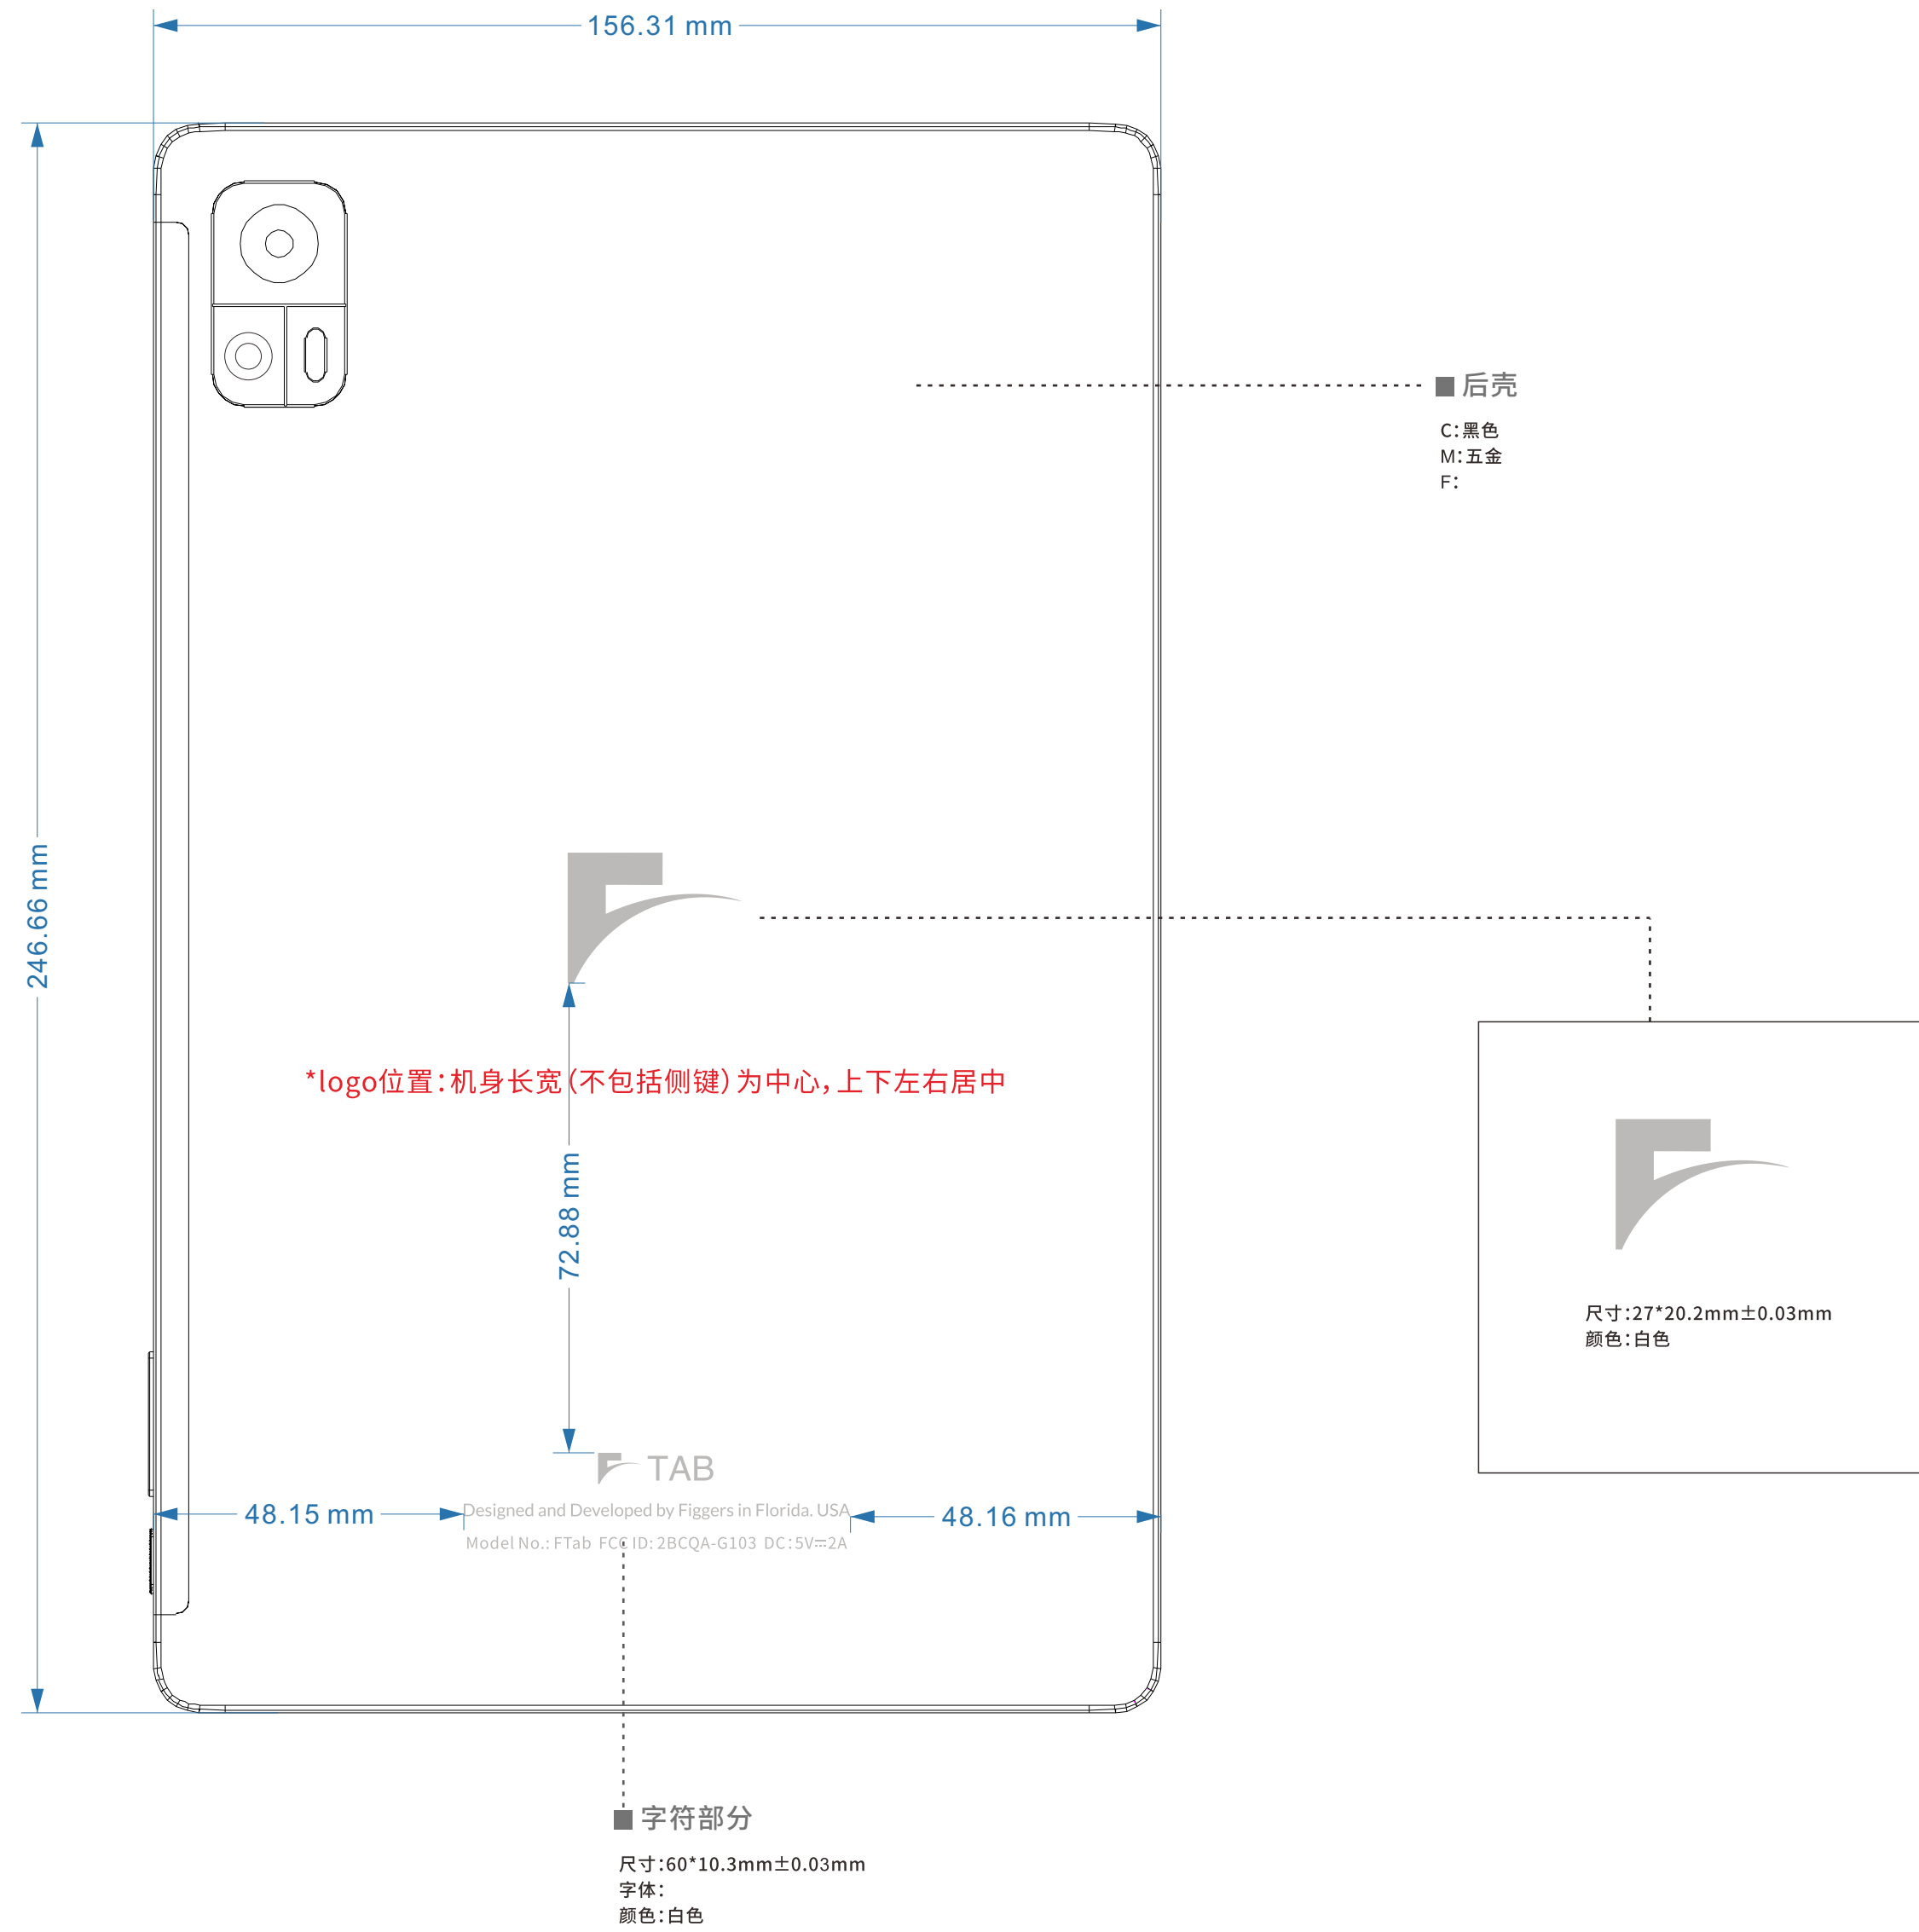 156.31 mm
246.66 mm
■ 后壳
C:黑色
M:五金
F:
*logo位置:机身长宽(不包括侧键)为中心,上下左右居中
72.88 mm
尺寸:27*20.2mm±0.03mm
颜色:白色
TAB
48.15 mm
Designed and Developed by Figgers in Florida. USA
48.16 mm
Model No.: FTab FCC ID: 2BCQA-G103 DC:5V⎓2A
■ 字符部分
尺寸:60*10.3mm±0.03mm
字体:
颜色:白色